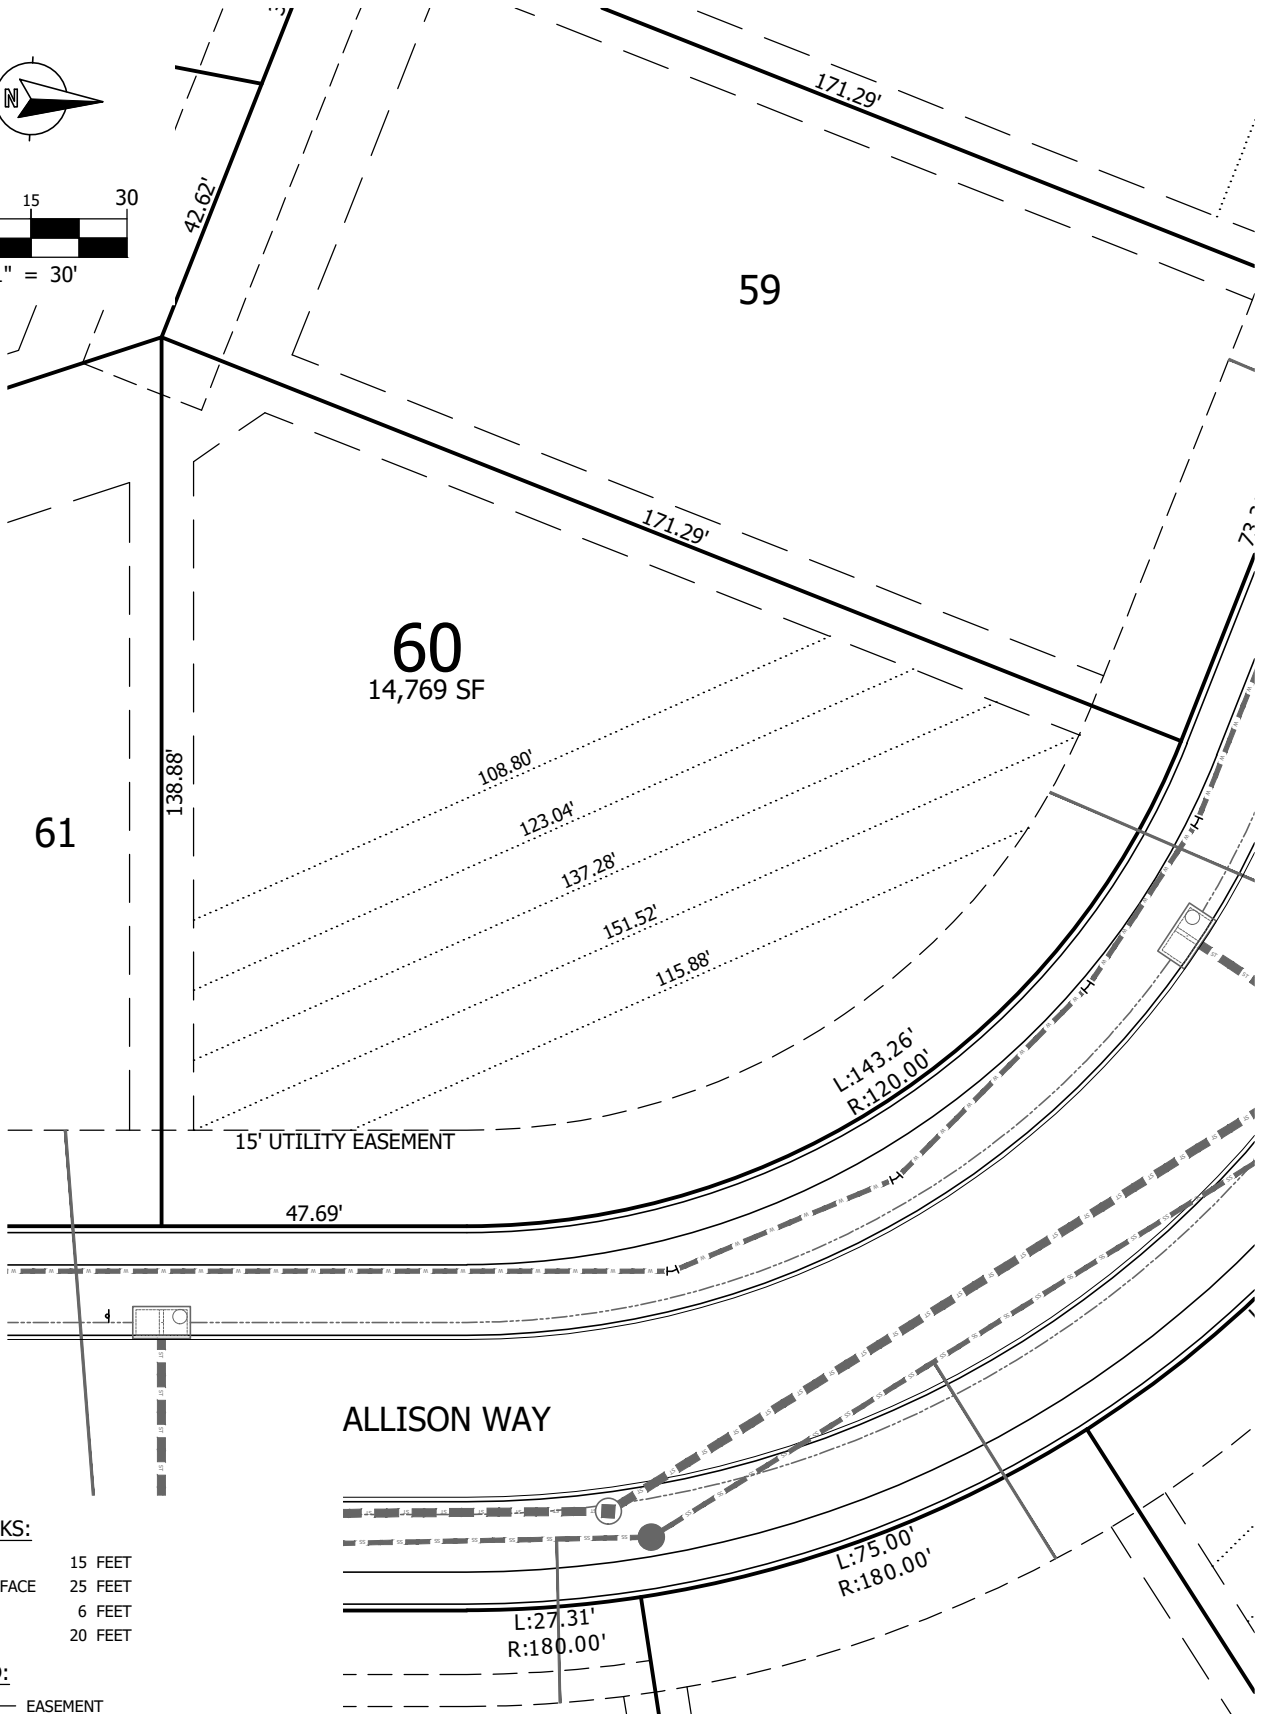 171.29'
N
15 30
42.62'
" = 30'
59
171.29'
60
14,769 SF
108.80'
138.88'
123.04'
61
137.28'
151.52'
115.88'
L:143.26'
R:120.00'
15' UTILITY EASEMENT
47.69'
ALLISON WAY
KS:
15 FEET
FACE 25 FEET
6 FEET
20 FEET
L:75.00'
R:180.00'
L:27.31'
R:180.00'
EASEMENT